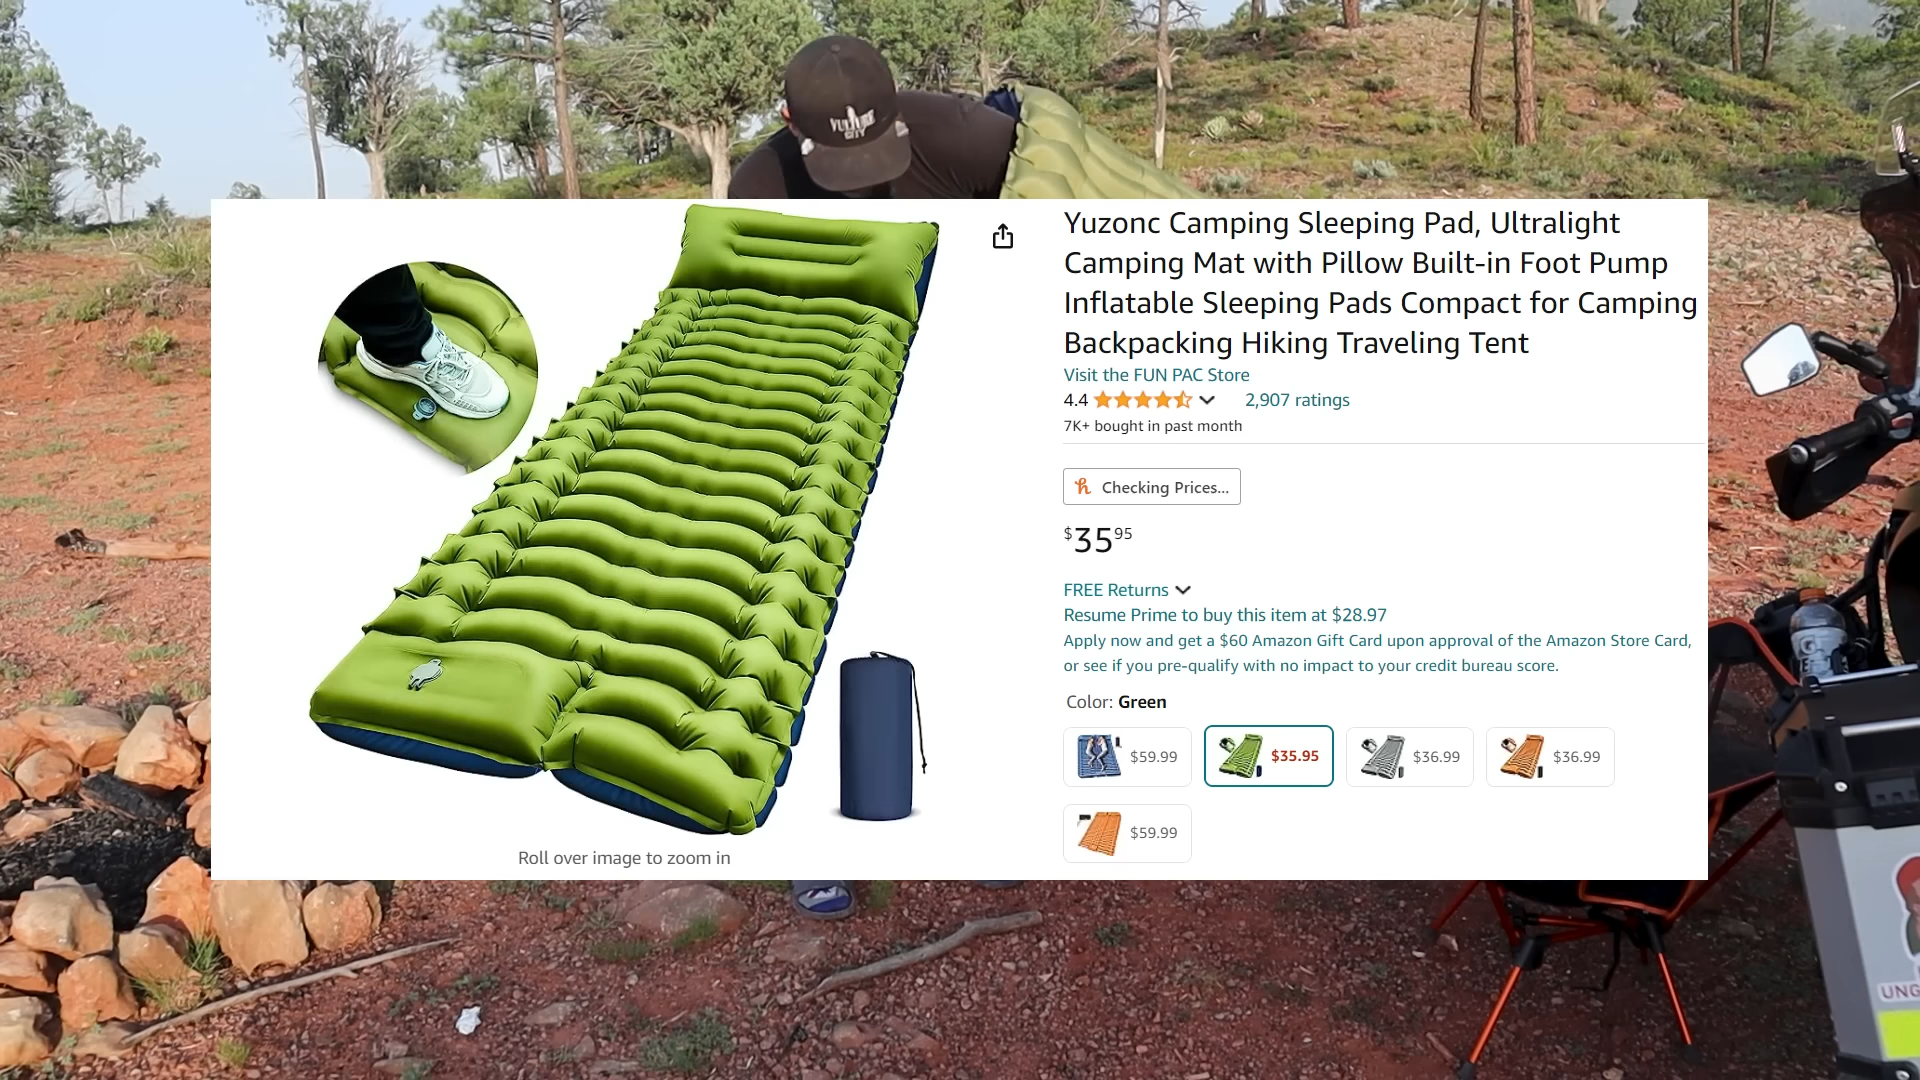 VULTURE
CITY
Yuzonc Camping Sleeping Pad, Ultralight
Camping Mat with Pillow Built-in Foot Pump
Inflatable Sleeping Pads Compact for Camping
Backpacking Hiking Traveling Tent
Visit the FUN PAC Store
4.4
2,907 ratings
7K+ bought in past month
Checking Prices...
$35.95
FREE Returns
Resume Prime to buy this item at $28.97
Apply now and get a $60 Amazon Gift Card upon approval of the Amazon Store Card,
or see if you pre-qualify with no impact to your credit bureau score.
Color: Green
$59.99
$35.95
$36.99
$36.99
$59.99
Roll over image to zoom in
UNG